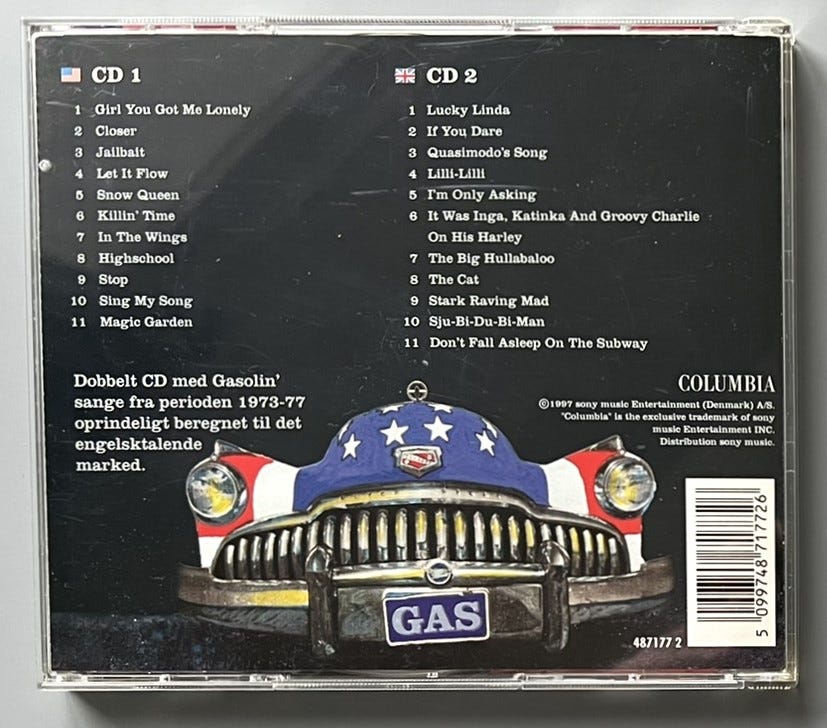 CD 1
1 Girl You Got Me Lonely
2 Closer
3 Jailbait
4 Let It Flow
5 Snow Queen
6 Killin' Time
7 In The Wings
8 Highschool
9 Stop
10 Sing My Song
11 Magic Garden
CD 2
1 Lucky Linda
2 If You Dare
3 Quasimodo's Song
4 Lilli-Lilli
5 I'm Only Asking
6 It Was Inga, Katinka And Groovy Charlie
On His Harley
7 The Big Hullabaloo
8 The Cat
9 Stark Raving Mad
10 Sju-Bi-Du-Bi-Man
11 Don't Fall Asleep On The Subway
Dobbelt CD med Gasolin'
sange fra perioden 1973-77
oprindeligt beregnet til det
engelsktalende
marked.
COLUMBIA
©1997 sony music Entertainment (Denmark) A/S.
"Columbia" is the exclusive trademark of sony
music Entertainment INC.
Distribution sony music.
GAS
487177 2
5 099748 717726